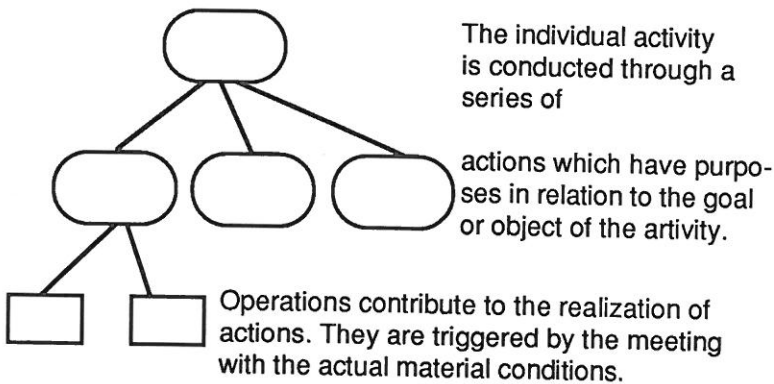 The individual activity
is conducted through a
series of
actions which have purpo-
ses in relation to the goal
or object of the artivity.
Operations contribute to the realization of
actions. They are triggered by the meeting
with the actual material conditions.